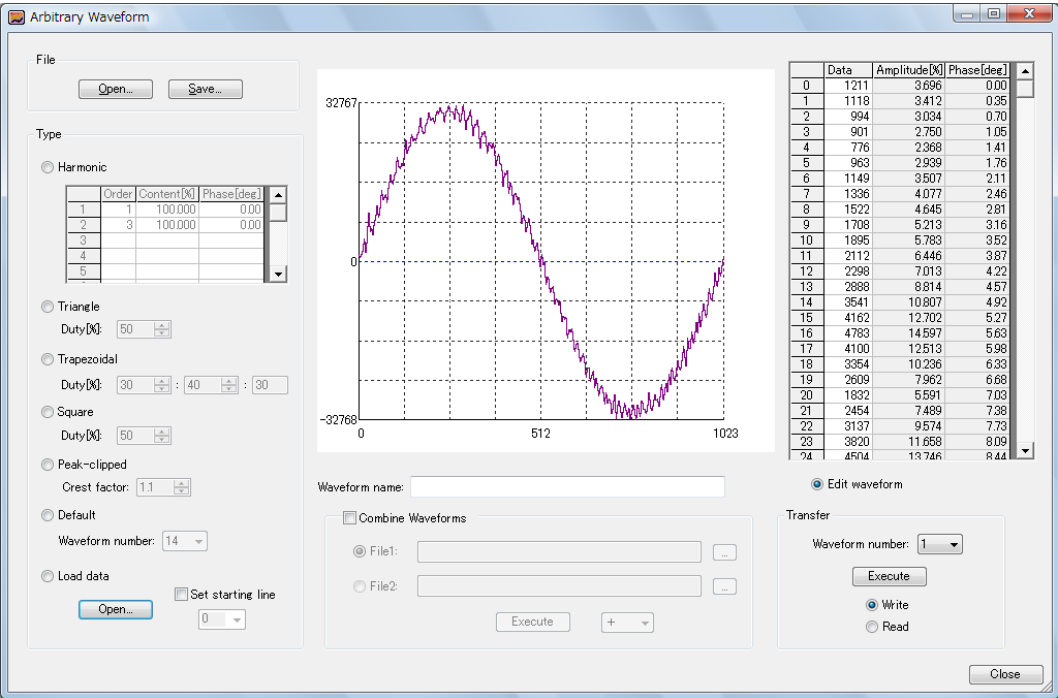 Arbitrary Waveform
File
Open... Save...
Type
Harmonic
Order Content[%] Phase[deg]
1 1 100.000 0.00
2 3 100.000 0.00
3
4
5
Triangle
Duty[%]: 50
Trapezoidal
Duty[%]: 30 : 40 : 30
Square
Duty[%]: 50
Peak-clipped
Crest factor: 1.1
Default
Waveform number: 14
Load data
Open... Set starting line
0
32767
0
-32768
0 512 1023
Waveform name:
Combine Waveforms
File1: ...
File2: ...
Execute +
Data Amplitude[%] Phase[deg]
0 1211 3.696 0.00
1 1118 3.412 0.35
2 994 3.034 0.70
3 901 2.750 1.05
4 776 2.368 1.41
5 963 2.939 1.76
6 1149 3.507 2.11
7 1336 4.077 2.46
8 1522 4.645 2.81
9 1708 5.213 3.16
10 1895 5.783 3.52
11 2112 6.446 3.87
12 2298 7.013 4.22
13 2888 8.814 4.57
14 3541 10.807 4.92
15 4162 12.702 5.27
16 4783 14.597 5.63
17 4100 12.513 5.98
18 3354 10.236 6.33
19 2609 7.962 6.68
20 1832 5.591 7.03
21 2454 7.489 7.38
22 3137 9.574 7.73
23 3820 11.658 8.09
24 4504 13.746 8.44
Edit waveform
Transfer
Waveform number: 1
Execute
Write
Read
Close